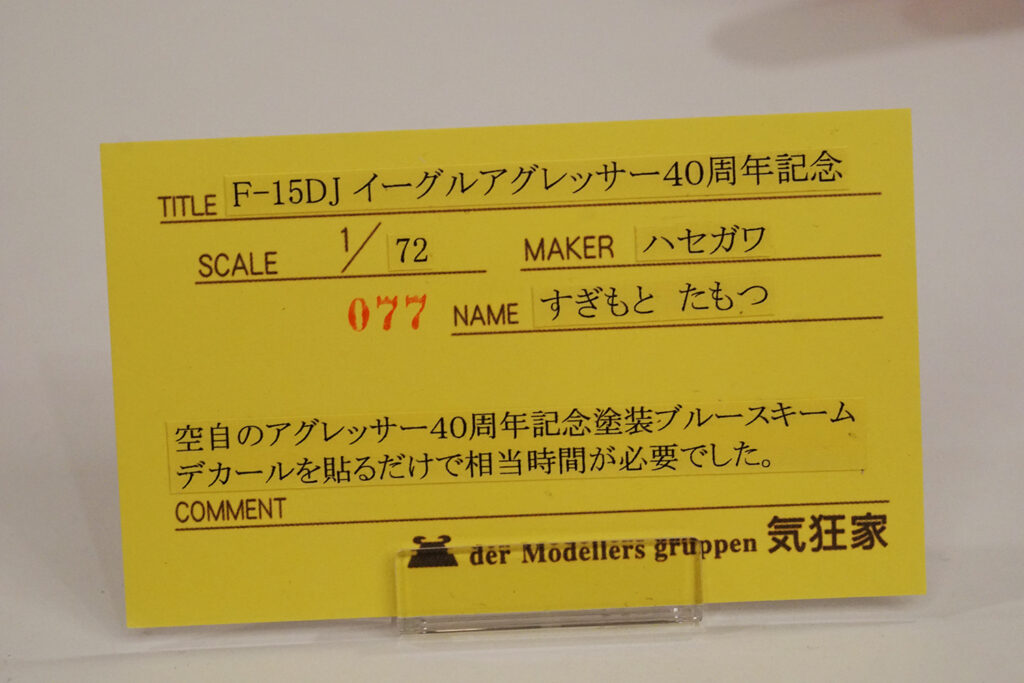 TITLE F-15DJ イーグルアグレッサー40周年記念
SCALE 1/72 MAKER ハセガワ
077 NAME すぎもと たもつ
空自のアグレッサー40周年記念塗装ブルースキーム
デカールを貼るだけで相当時間が必要でした。
COMMENT
der Modellers gruppen 気狂家